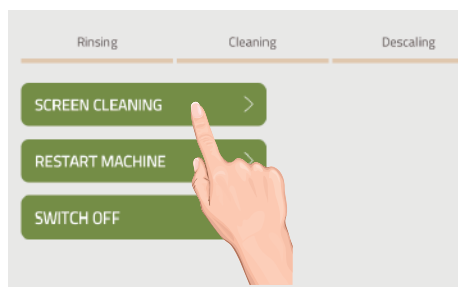 Rinsing Cleaning Descaling
SCREEN CLEANING
RESTART MACHINE
SWITCH OFF